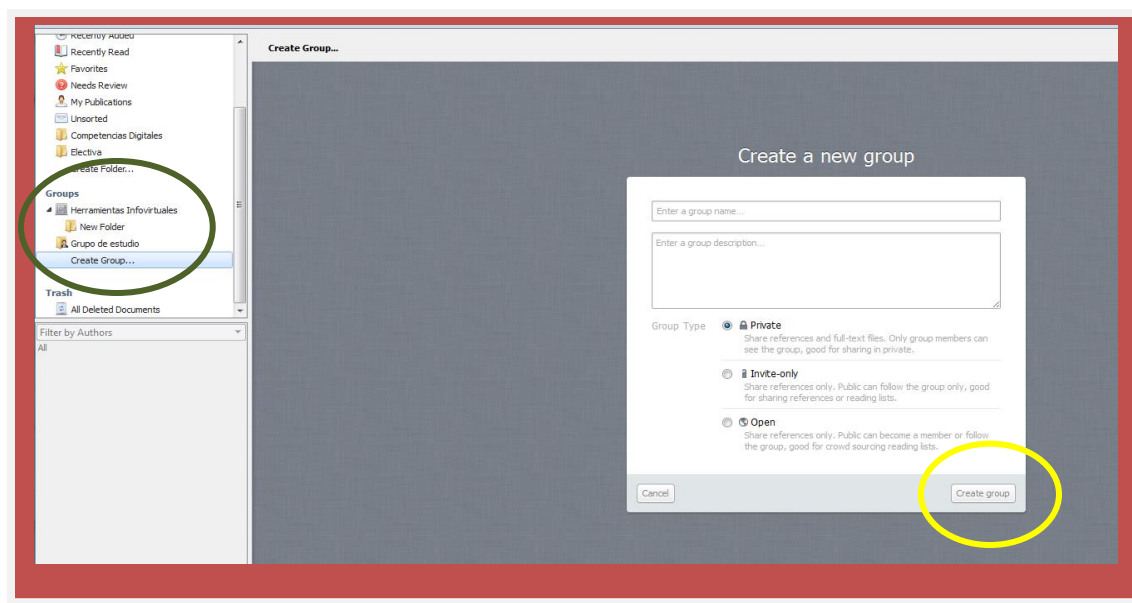 Recently Added
Recently Read
Favorites
Needs Review
My Publications
Unsorted
Competencias Digitales
Electiva
Create Folder...
Groups
Herramientas Infovirtuales
New Folder
Grupo de estudio
Create Group...
Trash
All Deleted Documents
Filter by Authors
All
Create Group...
Create a new group
Enter a group name...
Enter a group description...
Group Type
Private
Share references and full-text files. Only group members can
see the group, good for sharing in private.
Invite-only
Share references only. Public can follow the group only, good
for sharing references or reading lists.
Open
Share references only. Public can become a member or follow
the group, good for crowd sourcing reading lists.
Cancel
Create group